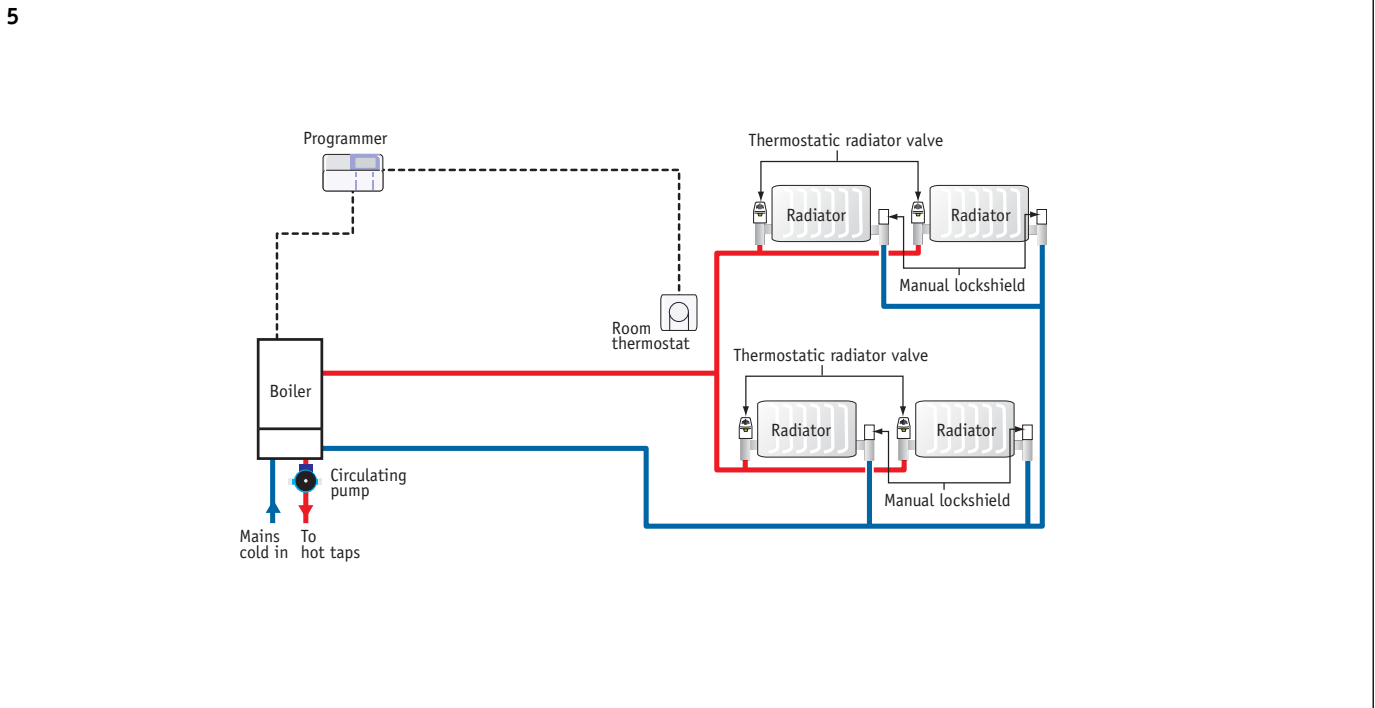 5
Programmer
Thermostatic radiator valve
Radiator
Radiator
Manual lockshield
Room
thermostat
Thermostatic radiator valve
Boiler
Radiator
Radiator
Circulating
pump
Manual lockshield
Mains
cold in
To
hot taps